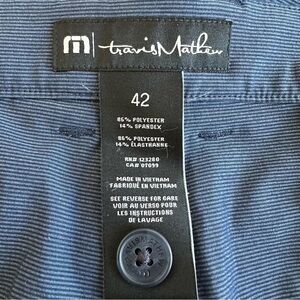 m | travisMathew
42
86% POLYESTER
14% SPANDEX
86% POLYESTER
14% ÉLASTHANNE
RN# 123280
CA# 07099
MADE IN VIETNAM
FABRIQUÉ EN VIETNAM
SEE REVERSE FOR CARE
VOIR AU VERSO POUR
LES INSTRUCTIONS
DE LAVAGE